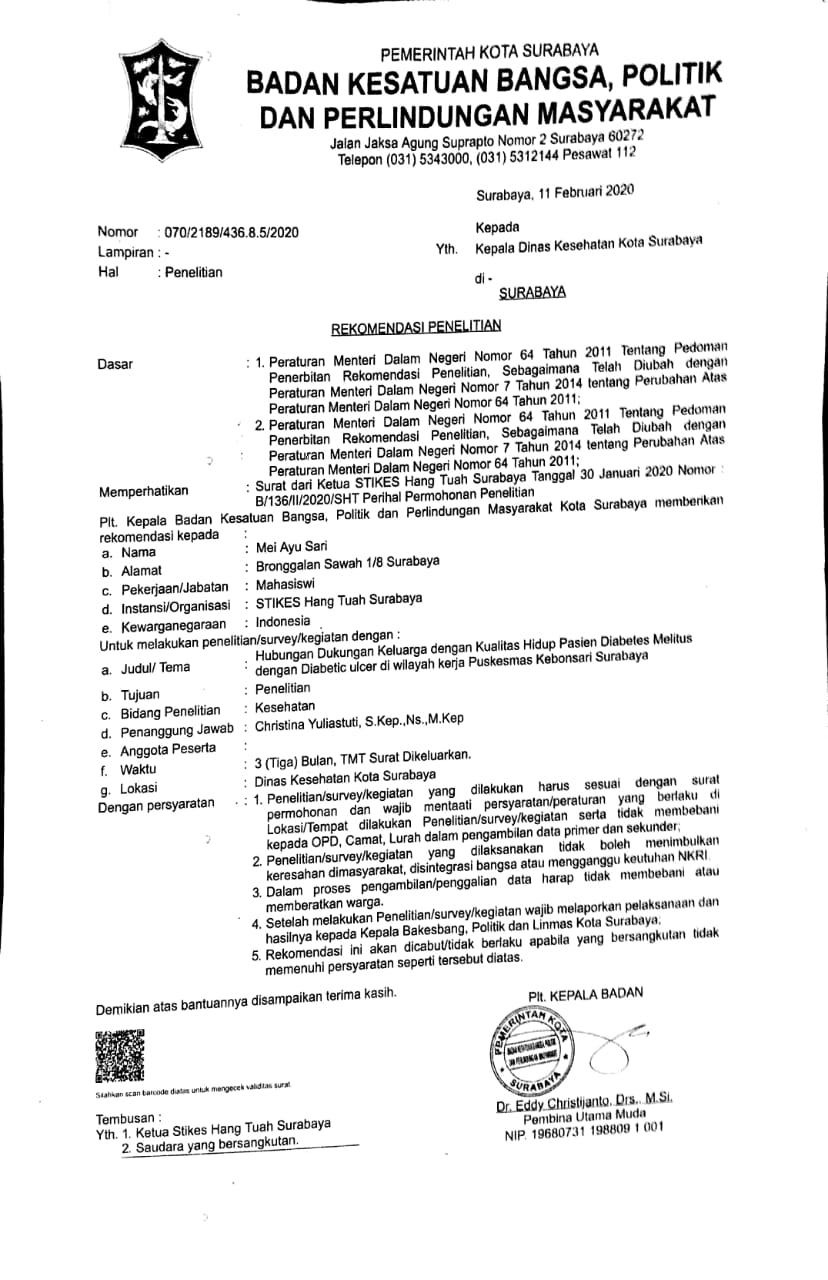 PEMERINTAH KOTA SURABAYA
BADAN KESATUAN BANGSA, POLITIK
DAN PERLINDUNGAN MASYARAKAT
Jalan Jaksa Agung Suprapto Nomor 2 Surabaya 60272
Telepon (031) 5343000, (031) 5312144 Pesawat 112
Surabaya, 11 Februari 2020
Kepada
Nomor : 070/2189/436.8.5/2020
Yth. Kepala Dinas Kesehatan Kota Surabaya
Lampiran : -
Hal : Penelitian
di -
SURABAYA
REKOMENDASI PENELITIAN
Dasar : 1. Peraturan Menteri Dalam Negeri Nomor 64 Tahun 2011 Tentang Pedoman
Penerbitan Rekomendasi Penelitian, Sebagaimana Telah Diubah dengan
Peraturan Menteri Dalam Negeri Nomor 7 Tahun 2014 tentang Perubahan Atas
Peraturan Menteri Dalam Negeri Nomor 64 Tahun 2011;
2. Peraturan Menteri Dalam Negeri Nomor 64 Tahun 2011 Tentang Pedoman
Penerbitan Rekomendasi Penelitian, Sebagaimana Telah Diubah dengan
Peraturan Menteri Dalam Negeri Nomor 7 Tahun 2014 tentang Perubahan Atas
Peraturan Menteri Dalam Negeri Nomor 64 Tahun 2011;
Memperhatikan : Surat dari Ketua STIKES Hang Tuah Surabaya Tanggal 30 Januari 2020 Nomor :
B/136/II/2020/SHT Perihal Permohonan Penelitian
Plt. Kepala Badan Kesatuan Bangsa, Politik dan Perlindungan Masyarakat Kota Surabaya memberikan
rekomendasi kepada :
a. Nama : Mei Ayu Sari
b. Alamat : Bronggalan Sawah 1/8 Surabaya
c. Pekerjaan/Jabatan : Mahasiswi
d. Instansi/Organisasi : STIKES Hang Tuah Surabaya
e. Kewarganegaraan : Indonesia
Untuk melakukan penelitian/survey/kegiatan dengan :
a. Judul/ Tema : Hubungan Dukungan Keluarga dengan Kualitas Hidup Pasien Diabetes Melitus
dengan Diabetic ulcer di wilayah kerja Puskesmas Kebonsari Surabaya
b. Tujuan : Penelitian
c. Bidang Penelitian : Kesehatan
d. Penanggung Jawab : Christina Yuliastuti, S.Kep.,Ns.,M.Kep
e. Anggota Peserta :
f. Waktu : 3 (Tiga) Bulan, TMT Surat Dikeluarkan.
g. Lokasi : Dinas Kesehatan Kota Surabaya
Dengan persyaratan : 1. Penelitian/survey/kegiatan yang dilakukan harus sesuai dengan surat
permohonan dan wajib mentaati persyaratan/peraturan yang berlaku di
Lokasi/Tempat dilakukan Penelitian/survey/kegiatan serta tidak membebani
kepada OPD, Camat, Lurah dalam pengambilan data primer dan sekunder;
2. Penelitian/survey/kegiatan yang dilaksanakan tidak boleh menimbulkan
keresahan dimasyarakat, disintegrasi bangsa atau mengganggu keutuhan NKRI.
3. Dalam proses pengambilan/penggalian data harap tidak membebani atau
memberatkan warga.
4. Setelah melakukan Penelitian/survey/kegiatan wajib melaporkan pelaksanaan dan
hasilnya kepada Kepala Bakesbang, Politik dan Linmas Kota Surabaya;
5. Rekomendasi ini akan dicabut/tidak berlaku apabila yang bersangkutan tidak
memenuhi persyaratan seperti tersebut diatas.
Demikian atas bantuannya disampaikan terima kasih.
Plt. KEPALA BADAN
PEMERINTAH KOTA
BADAN KESATUAN BANGSA, POLITIK
DAN PERLINDUNGAN MASYARAKAT
SURABAYA
Silahkan scan barcode diatas untuk mengecek validitas surat.
Dr. Eddy Christijanto, Drs., M.Si.
Pembina Utama Muda
NIP. 19680731 198809 1 001
Tembusan :
Yth. 1. Ketua Stikes Hang Tuah Surabaya
2. Saudara yang bersangkutan.